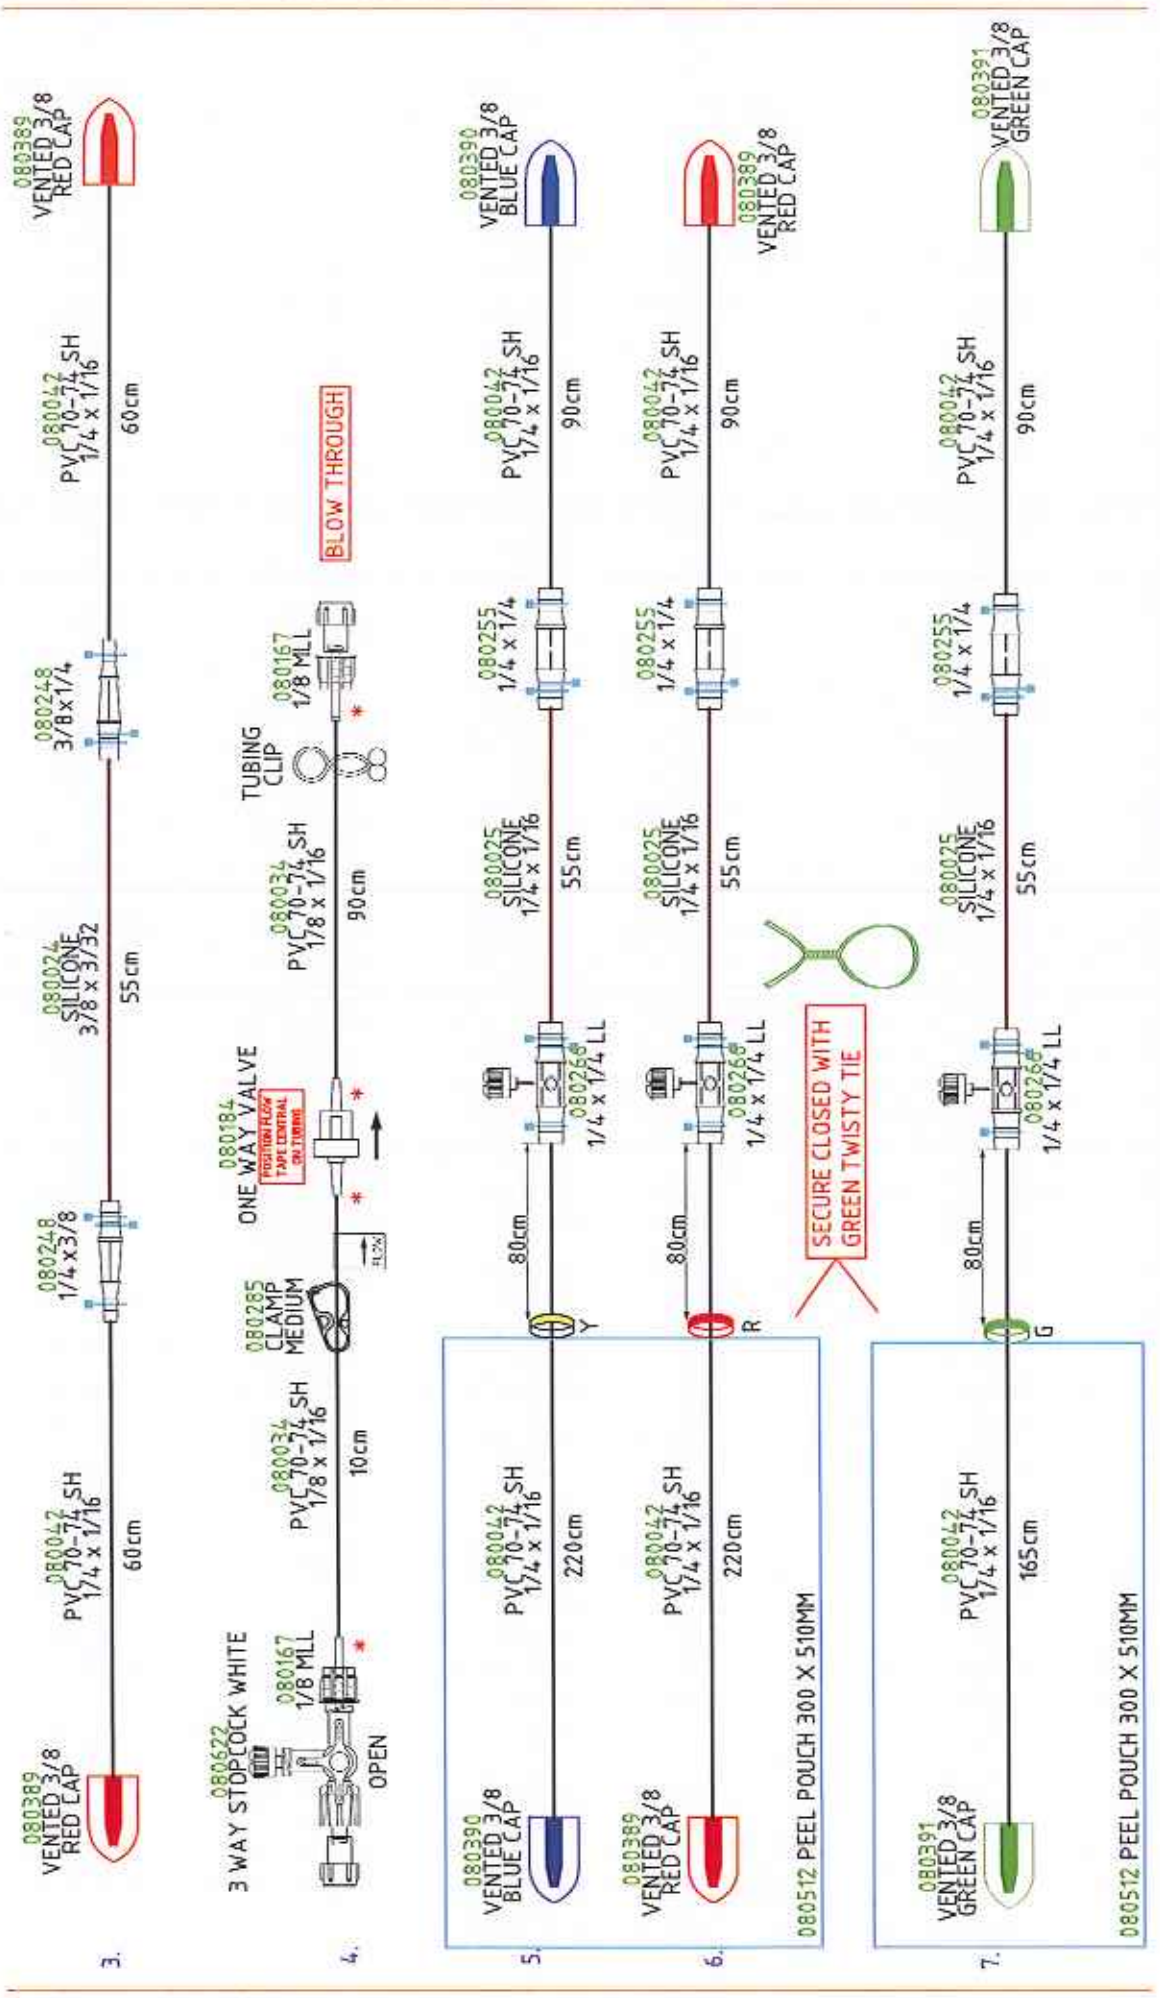 3.
080389
VENTED 3/8
RED CAP
080042
PVC 70-74 SH
1/4 x 1/16
60cm
080248
1/4 x3/8
080024
SILICONE
3/8 x 3/32
55cm
080248
3/8x1/4
080042
PVC 70-74 SH
1/4 x 1/16
60cm
080389
VENTED 3/8
RED CAP
4.
3 WAY STOPCOCK WHITE
080622
OPEN
080167
1/8 MLL
*
080034
PVC 70-74 SH
1/8 x 1/16
10cm
080285
CLAMP
MEDIUM
FLOW
080184
ONE WAY VALVE
POSITION FLOW
TAPE CENTRAL
ON TUBING
*
*
080034
PVC 70-74 SH
1/8 x 1/16
90cm
TUBING
CLIP
080167
1/8 MLL
*
BLOW THROUGH
5.
080390
VENTED 3/8
BLUE CAP
080042
PVC 70-74 SH
1/4 x 1/16
220cm
Y
80cm
080266
1/4 x 1/4 LL
080025
SILICONE
1/4 x 1/16
55cm
080255
1/4 x 1/4
080042
PVC 70-74 SH
1/4 x 1/16
90cm
080390
VENTED 3/8
BLUE CAP
6.
080389
VENTED 3/8
RED CAP
080042
PVC 70-74 SH
1/4 x 1/16
220cm
R
80cm
080266
1/4 x 1/4 LL
080025
SILICONE
1/4 x 1/16
55cm
080255
1/4 x 1/4
080042
PVC 70-74 SH
1/4 x 1/16
90cm
080389
VENTED 3/8
RED CAP
080512 PEEL POUCH 300 X 510MM
SECURE CLOSED WITH
GREEN TWISTY TIE
7.
080391
VENTED 3/8
GREEN CAP
080042
PVC 70-74 SH
1/4 x 1/16
165cm
G
80cm
080266
1/4 x 1/4 LL
080025
SILICONE
1/4 x 1/16
55cm
080255
1/4 x 1/4
080042
PVC 70-74 SH
1/4 x 1/16
90cm
080391
VENTED 3/8
GREEN CAP
080512 PEEL POUCH 300 X 510MM